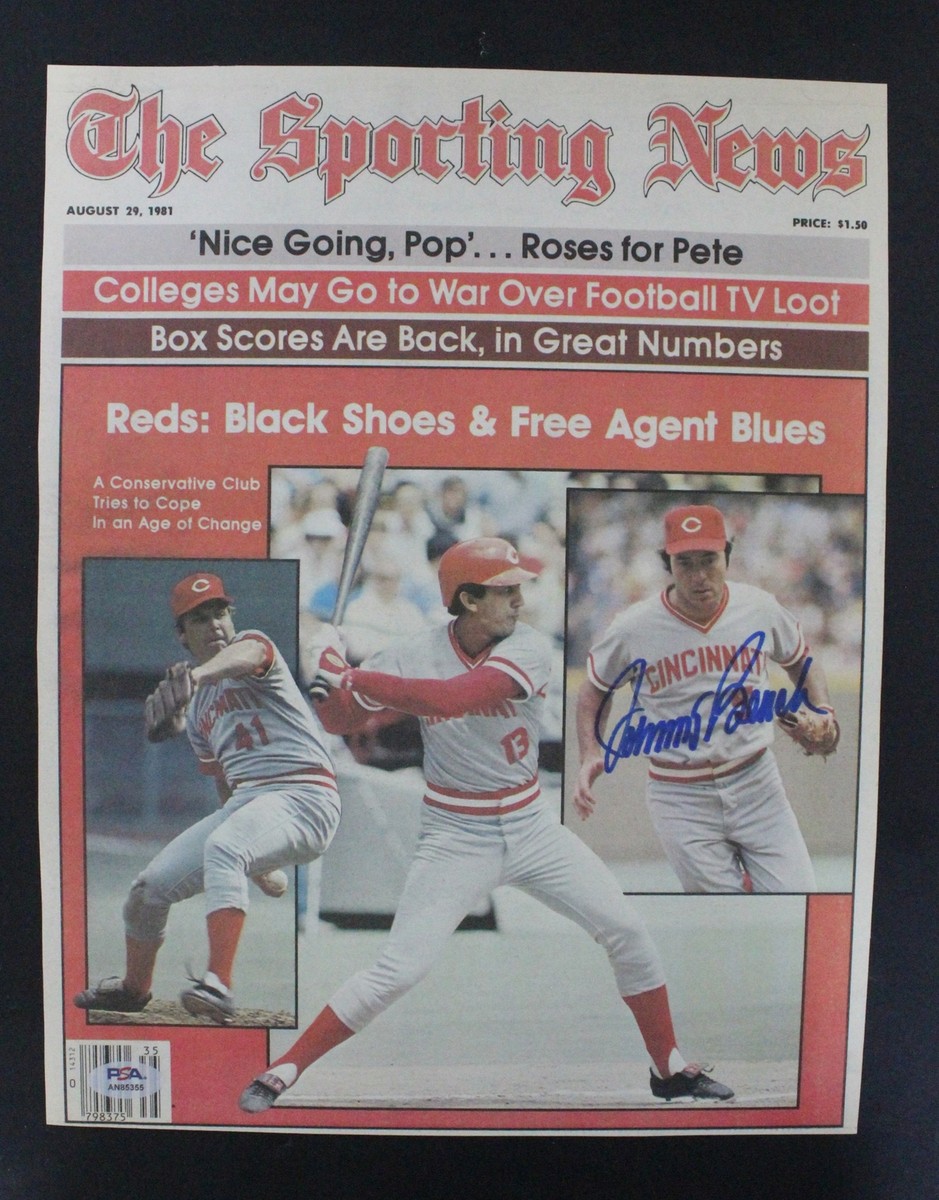 The Sporting News
AUGUST 29, 1981
PRICE: $1.50
‘Nice Going, Pop’... Roses for Pete
Colleges May Go to War Over Football TV Loot
Box Scores Are Back, in Great Numbers
Reds: Black Shoes & Free Agent Blues
A Conservative Club
Tries to Cope
In an Age of Change
C
C
C
CINCINNATI
41
13
CINCINNATI
Johnny Bench
35
0 14312
PSA
AN85355
798375